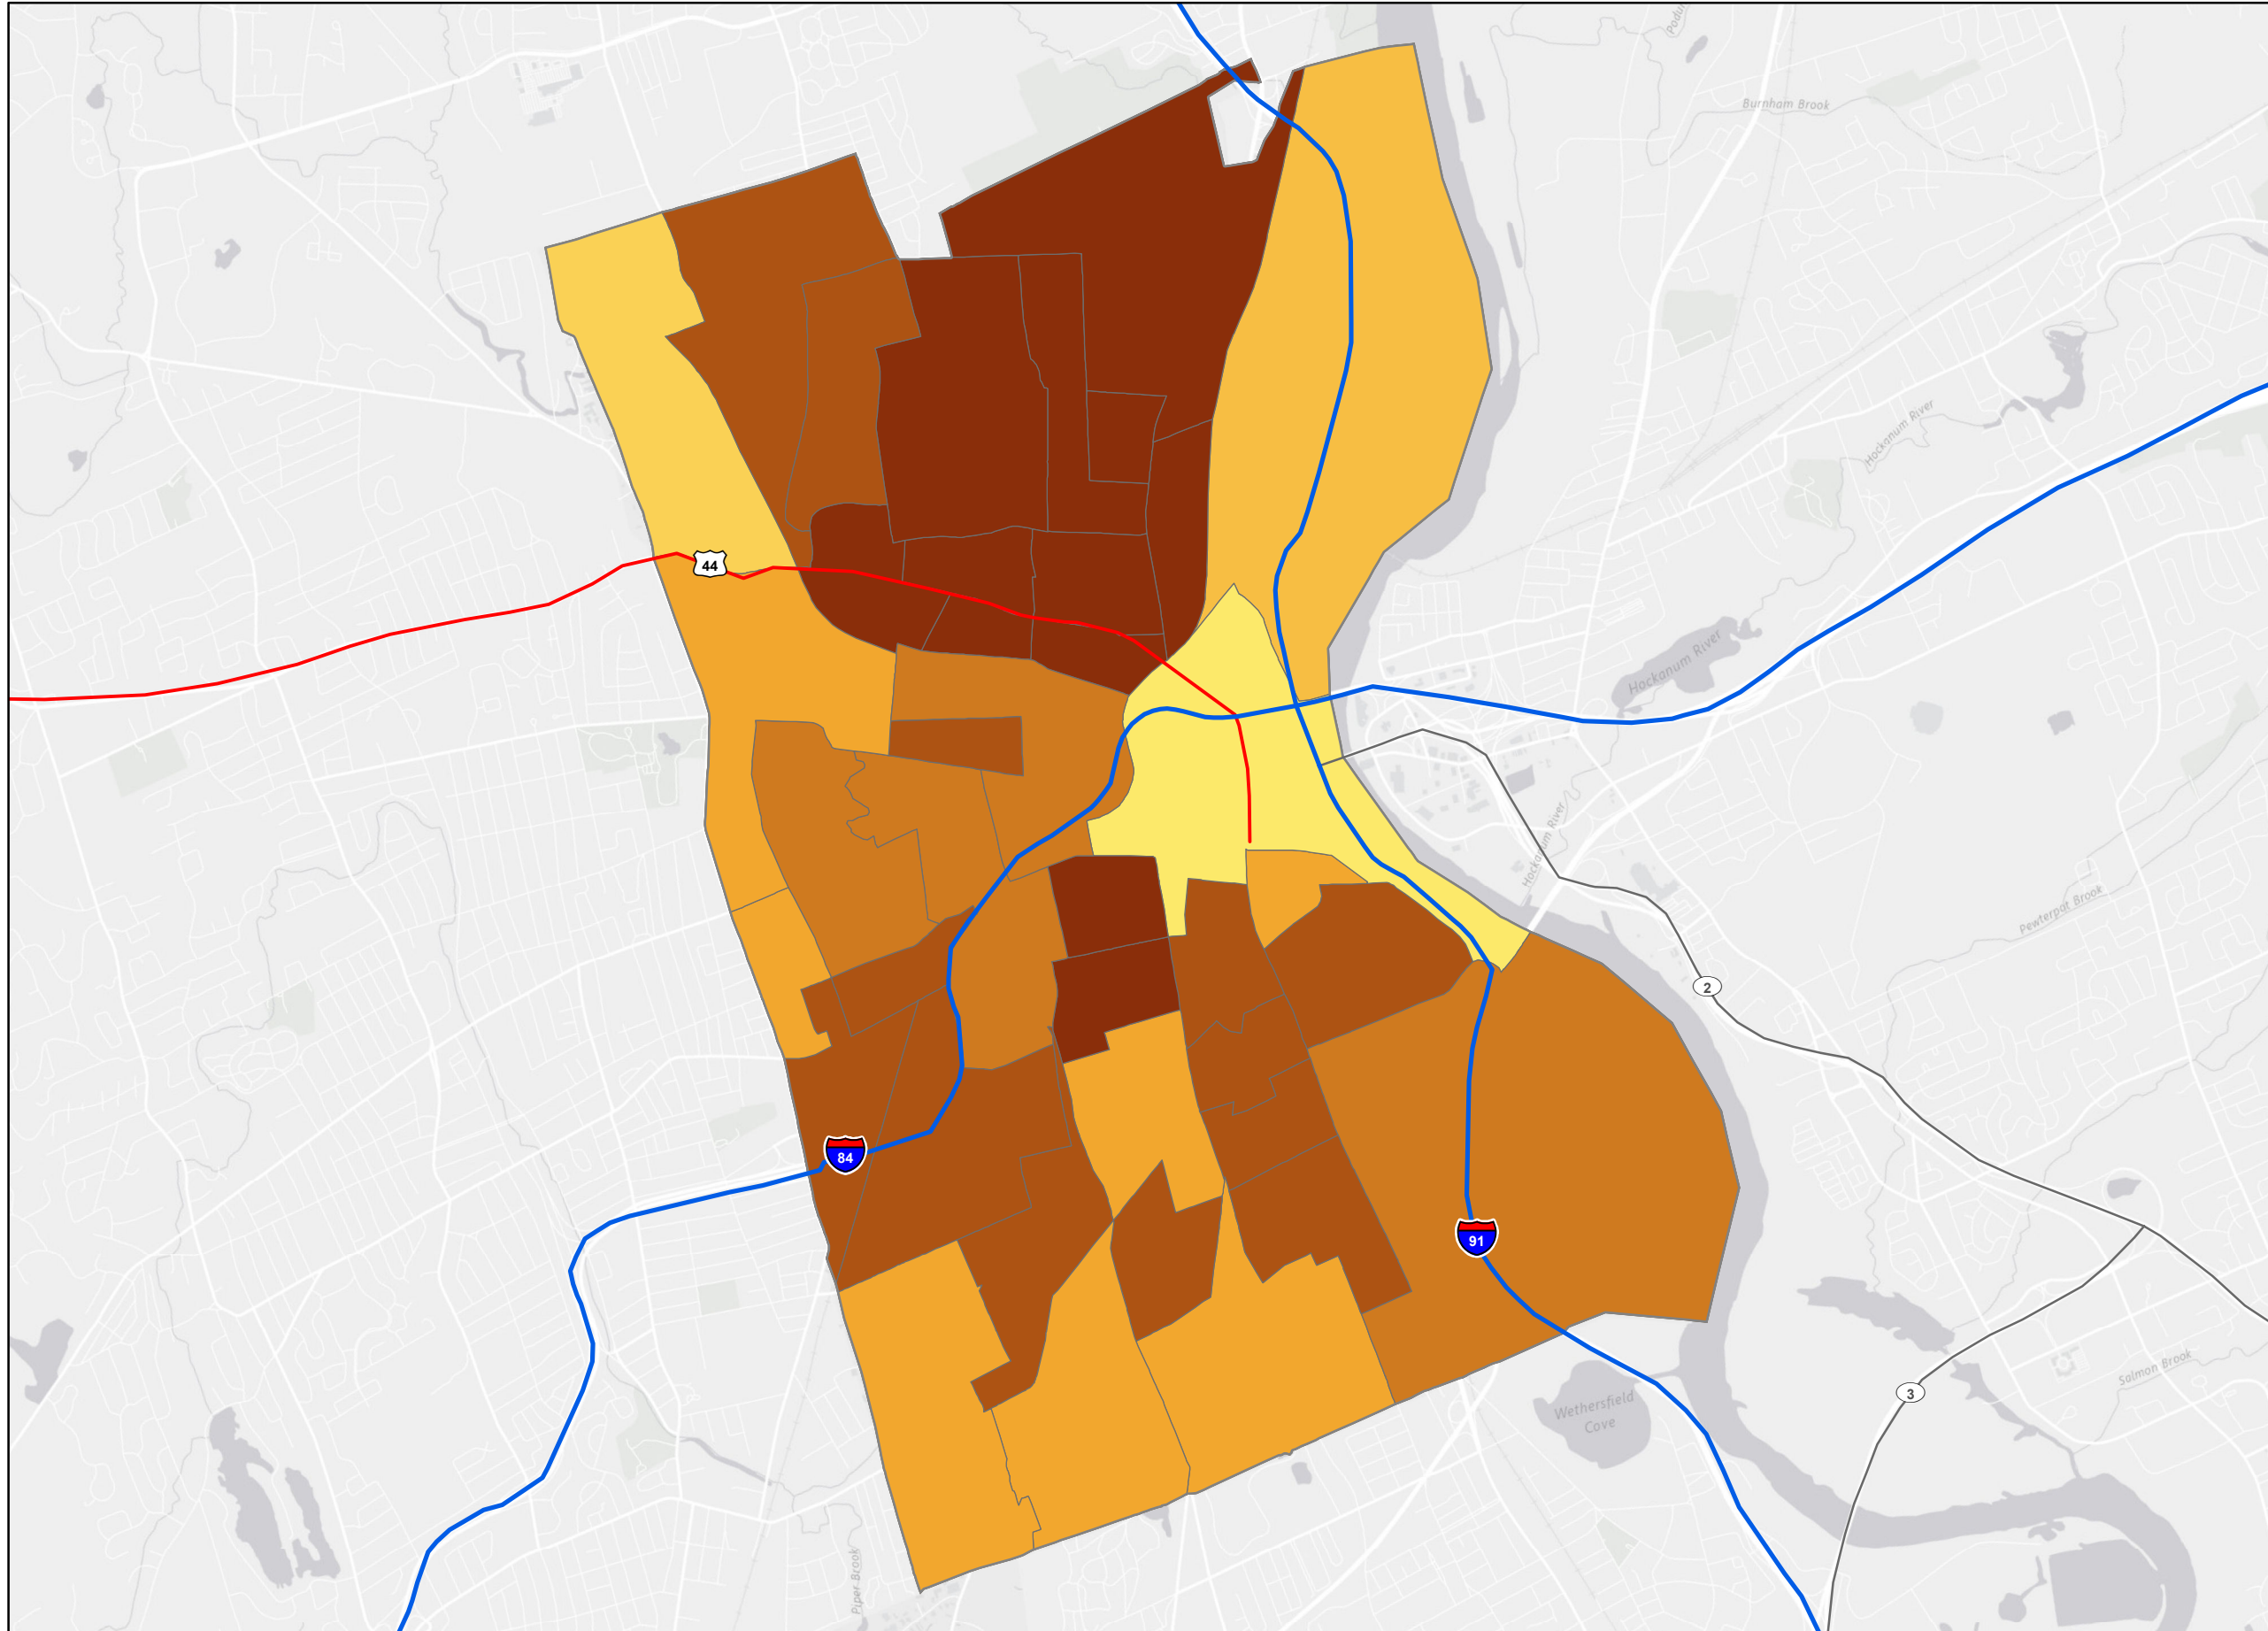 Podu
Burnham Brook
Hockanum River
44
Hockanum River
Hockanum River
Pewterpot Brook
2
84
91
Salmon Brook
3
Wethersfield
Cove
Piper Brook